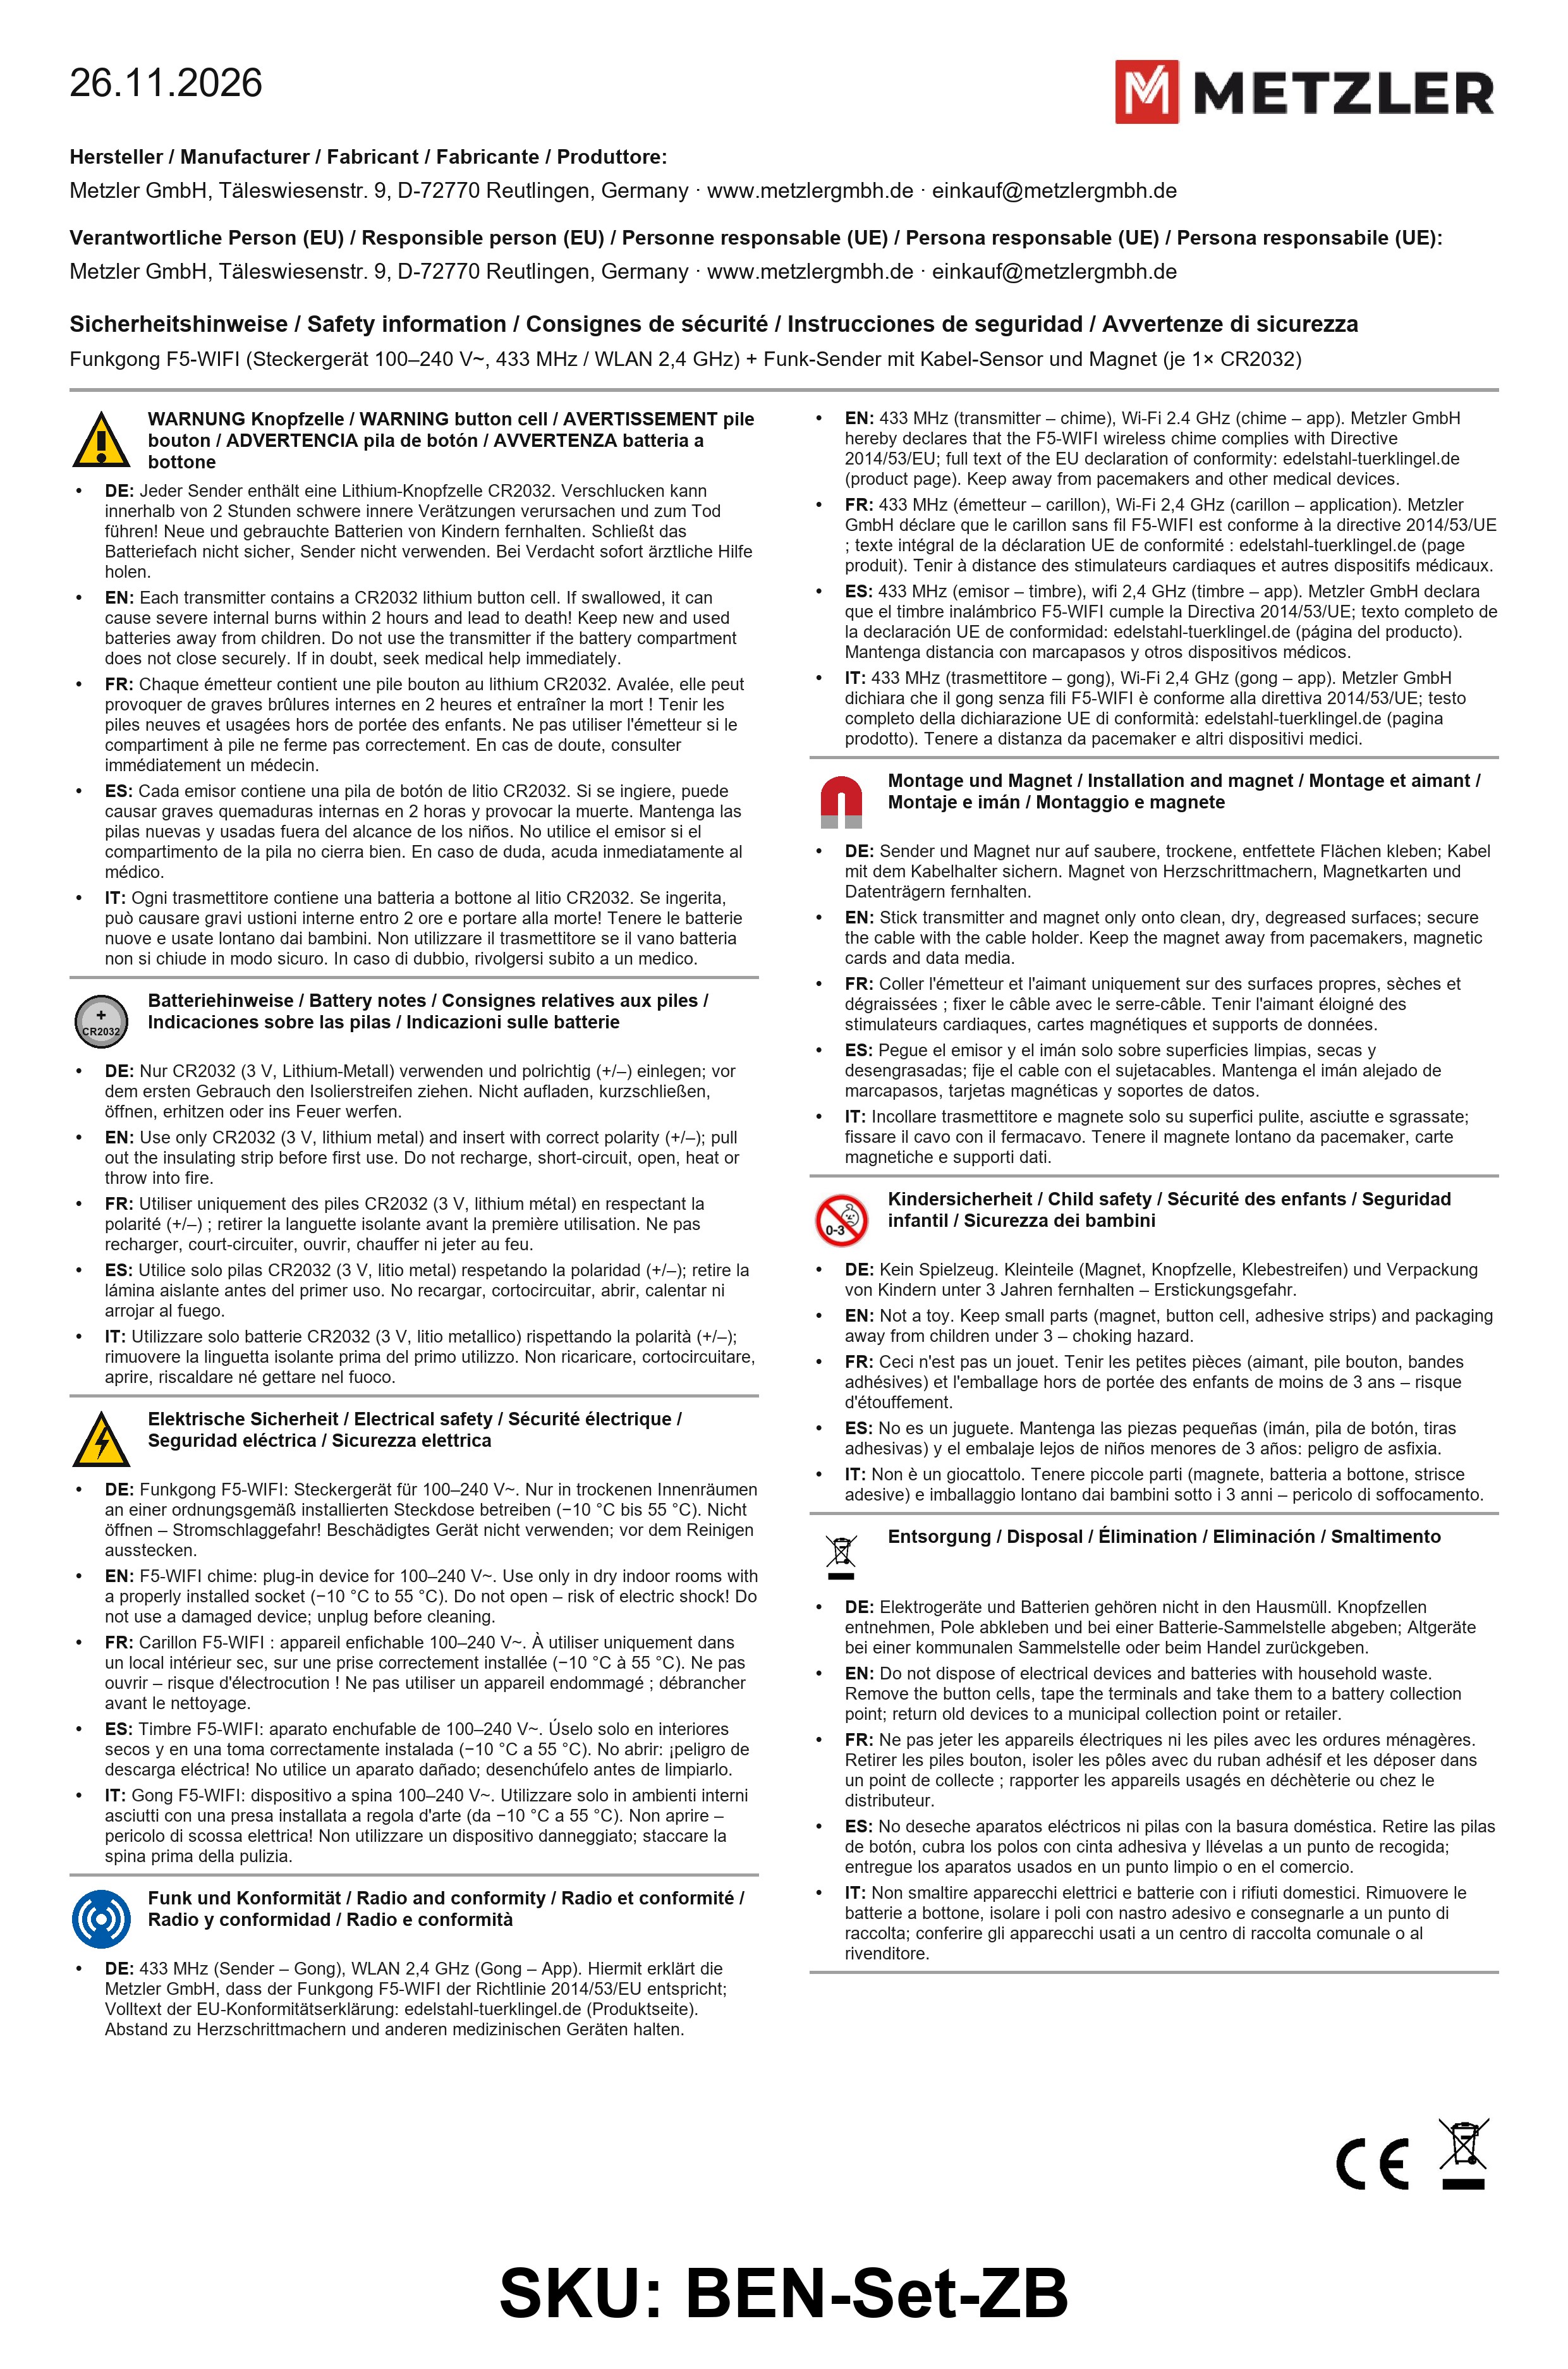 26.11.2026
METZLER
Hersteller / Manufacturer / Fabricant / Fabricante / Produttore:
Metzler GmbH, Täleswiesenstr. 9, D-72770 Reutlingen, Germany · www.metzlergmbh.de · einkauf@metzlergmbh.de
Verantwortliche Person (EU) / Responsible person (EU) / Personne responsable (UE) / Persona responsable (UE) / Persona responsabile (UE):
Metzler GmbH, Täleswiesenstr. 9, D-72770 Reutlingen, Germany · www.metzlergmbh.de · einkauf@metzlergmbh.de
Sicherheitshinweise / Safety information / Consignes de sécurité / Instrucciones de seguridad / Avvertenze di sicurezza
Funkgong F5-WIFI (Steckergerät 100–240 V~, 433 MHz / WLAN 2,4 GHz) + Funk-Sender mit Kabel-Sensor und Magnet (je 1× CR2032)
WARNUNG Knopfzelle / WARNING button cell / AVERTISSEMENT pile
bouton / ADVERTENCIA pila de botón / AVVERTENZA batteria a
bottone
• DE: Jeder Sender enthält eine Lithium-Knopfzelle CR2032. Verschlucken kann
innerhalb von 2 Stunden schwere innere Verätzungen verursachen und zum Tod
führen! Neue und gebrauchte Batterien von Kindern fernhalten. Schließt das
Batteriefach nicht sicher, Sender nicht verwenden. Bei Verdacht sofort ärztliche Hilfe
holen.
• EN: Each transmitter contains a CR2032 lithium button cell. If swallowed, it can
cause severe internal burns within 2 hours and lead to death! Keep new and used
batteries away from children. Do not use the transmitter if the battery compartment
does not close securely. If in doubt, seek medical help immediately.
• FR: Chaque émetteur contient une pile bouton au lithium CR2032. Avalée, elle peut
provoquer de graves brûlures internes en 2 heures et entraîner la mort ! Tenir les
piles neuves et usagées hors de portée des enfants. Ne pas utiliser l'émetteur si le
compartiment à pile ne ferme pas correctement. En cas de doute, consulter
immédiatement un médecin.
• ES: Cada emisor contiene una pila de botón de litio CR2032. Si se ingiere, puede
causar graves quemaduras internas en 2 horas y provocar la muerte. Mantenga las
pilas nuevas y usadas fuera del alcance de los niños. No utilice el emisor si el
compartimento de la pila no cierra bien. En caso de duda, acuda inmediatamente al
médico.
• IT: Ogni trasmettitore contiene una batteria a bottone al litio CR2032. Se ingerita,
può causare gravi ustioni interne entro 2 ore e portare alla morte! Tenere le batterie
nuove e usate lontano dai bambini. Non utilizzare il trasmettitore se il vano batteria
non si chiude in modo sicuro. In caso di dubbio, rivolgersi subito a un medico.
+
CR2032
Batteriehinweise / Battery notes / Consignes relatives aux piles /
Indicaciones sobre las pilas / Indicazioni sulle batterie
• DE: Nur CR2032 (3 V, Lithium-Metall) verwenden und polrichtig (+/–) einlegen; vor
dem ersten Gebrauch den Isolierstreifen ziehen. Nicht aufladen, kurzschließen,
öffnen, erhitzen oder ins Feuer werfen.
• EN: Use only CR2032 (3 V, lithium metal) and insert with correct polarity (+/–); pull
out the insulating strip before first use. Do not recharge, short-circuit, open, heat or
throw into fire.
• FR: Utiliser uniquement des piles CR2032 (3 V, lithium métal) en respectant la
polarité (+/–) ; retirer la languette isolante avant la première utilisation. Ne pas
recharger, court-circuiter, ouvrir, chauffer ni jeter au feu.
• ES: Utilice solo pilas CR2032 (3 V, litio metal) respetando la polaridad (+/–); retire la
lámina aislante antes del primer uso. No recargar, cortocircuitar, abrir, calentar ni
arrojar al fuego.
• IT: Utilizzare solo batterie CR2032 (3 V, litio metallico) rispettando la polarità (+/–);
rimuovere la linguetta isolante prima del primo utilizzo. Non ricaricare, cortocircuitare,
aprire, riscaldare né gettare nel fuoco.
Elektrische Sicherheit / Electrical safety / Sécurité électrique /
Seguridad eléctrica / Sicurezza elettrica
• DE: Funkgong F5-WIFI: Steckergerät für 100–240 V~. Nur in trockenen Innenräumen
an einer ordnungsgemäß installierten Steckdose betreiben (−10 °C bis 55 °C). Nicht
öffnen – Stromschlaggefahr! Beschädigtes Gerät nicht verwenden; vor dem Reinigen
ausstecken.
• EN: F5-WIFI chime: plug-in device for 100–240 V~. Use only in dry indoor rooms with
a properly installed socket (−10 °C to 55 °C). Do not open – risk of electric shock! Do
not use a damaged device; unplug before cleaning.
• FR: Carillon F5-WIFI : appareil enfichable 100–240 V~. À utiliser uniquement dans
un local intérieur sec, sur une prise correctement installée (−10 °C à 55 °C). Ne pas
ouvrir – risque d'électrocution ! Ne pas utiliser un appareil endommagé ; débrancher
avant le nettoyage.
• ES: Timbre F5-WIFI: aparato enchufable de 100–240 V~. Úselo solo en interiores
secos y en una toma correctamente instalada (−10 °C a 55 °C). No abrir: ¡peligro de
descarga eléctrica! No utilice un aparato dañado; desenchúfelo antes de limpiarlo.
• IT: Gong F5-WIFI: dispositivo a spina 100–240 V~. Utilizzare solo in ambienti interni
asciutti con una presa installata a regola d'arte (da −10 °C a 55 °C). Non aprire –
pericolo di scossa elettrica! Non utilizzare un dispositivo danneggiato; staccare la
spina prima della pulizia.
Funk und Konformität / Radio and conformity / Radio et conformité /
Radio y conformidad / Radio e conformità
• DE: 433 MHz (Sender – Gong), WLAN 2,4 GHz (Gong – App). Hiermit erklärt die
Metzler GmbH, dass der Funkgong F5-WIFI der Richtlinie 2014/53/EU entspricht;
Volltext der EU-Konformitätserklärung: edelstahl-tuerklingel.de (Produktseite).
Abstand zu Herzschrittmachern und anderen medizinischen Geräten halten.
• EN: 433 MHz (transmitter – chime), Wi-Fi 2.4 GHz (chime – app). Metzler GmbH
hereby declares that the F5-WIFI wireless chime complies with Directive
2014/53/EU; full text of the EU declaration of conformity: edelstahl-tuerklingel.de
(product page). Keep away from pacemakers and other medical devices.
• FR: 433 MHz (émetteur – carillon), Wi-Fi 2,4 GHz (carillon – application). Metzler
GmbH déclare que le carillon sans fil F5-WIFI est conforme à la directive 2014/53/UE
; texte intégral de la déclaration UE de conformité : edelstahl-tuerklingel.de (page
produit). Tenir à distance des stimulateurs cardiaques et autres dispositifs médicaux.
• ES: 433 MHz (emisor – timbre), wifi 2,4 GHz (timbre – app). Metzler GmbH declara
que el timbre inalámbrico F5-WIFI cumple la Directiva 2014/53/UE; texto completo de
la declaración UE de conformidad: edelstahl-tuerklingel.de (página del producto).
Mantenga distancia con marcapasos y otros dispositivos médicos.
• IT: 433 MHz (trasmettitore – gong), Wi-Fi 2,4 GHz (gong – app). Metzler GmbH
dichiara che il gong senza fili F5-WIFI è conforme alla direttiva 2014/53/UE; testo
completo della dichiarazione UE di conformità: edelstahl-tuerklingel.de (pagina
prodotto). Tenere a distanza da pacemaker e altri dispositivi medici.
Montage und Magnet / Installation and magnet / Montage et aimant /
Montaje e imán / Montaggio e magnete
• DE: Sender und Magnet nur auf saubere, trockene, entfettete Flächen kleben; Kabel
mit dem Kabelhalter sichern. Magnet von Herzschrittmachern, Magnetkarten und
Datenträgern fernhalten.
• EN: Stick transmitter and magnet only onto clean, dry, degreased surfaces; secure
the cable with the cable holder. Keep the magnet away from pacemakers, magnetic
cards and data media.
• FR: Coller l'émetteur et l'aimant uniquement sur des surfaces propres, sèches et
dégraissées ; fixer le câble avec le serre-câble. Tenir l'aimant éloigné des
stimulateurs cardiaques, cartes magnétiques et supports de données.
• ES: Pegue el emisor y el imán solo sobre superficies limpias, secas y
desengrasadas; fije el cable con el sujetacables. Mantenga el imán alejado de
marcapasos, tarjetas magnéticas y soportes de datos.
• IT: Incollare trasmettitore e magnete solo su superfici pulite, asciutte e sgrassate;
fissare il cavo con il fermacavo. Tenere il magnete lontano da pacemaker, carte
magnetiche e supporti dati.
0-3
Kindersicherheit / Child safety / Sécurité des enfants / Seguridad
infantil / Sicurezza dei bambini
• DE: Kein Spielzeug. Kleinteile (Magnet, Knopfzelle, Klebestreifen) und Verpackung
von Kindern unter 3 Jahren fernhalten – Erstickungsgefahr.
• EN: Not a toy. Keep small parts (magnet, button cell, adhesive strips) and packaging
away from children under 3 – choking hazard.
• FR: Ceci n'est pas un jouet. Tenir les petites pièces (aimant, pile bouton, bandes
adhésives) et l'emballage hors de portée des enfants de moins de 3 ans – risque
d'étouffement.
• ES: No es un juguete. Mantenga las piezas pequeñas (imán, pila de botón, tiras
adhesivas) y el embalaje lejos de niños menores de 3 años: peligro de asfixia.
• IT: Non è un giocattolo. Tenere piccole parti (magnete, batteria a bottone, strisce
adesive) e imballaggio lontano dai bambini sotto i 3 anni – pericolo di soffocamento.
Entsorgung / Disposal / Élimination / Eliminación / Smaltimento
• DE: Elektrogeräte und Batterien gehören nicht in den Hausmüll. Knopfzellen
entnehmen, Pole abkleben und bei einer Batterie-Sammelstelle abgeben; Altgeräte
bei einer kommunalen Sammelstelle oder beim Handel zurückgeben.
• EN: Do not dispose of electrical devices and batteries with household waste.
Remove the button cells, tape the terminals and take them to a battery collection
point; return old devices to a municipal collection point or retailer.
• FR: Ne pas jeter les appareils électriques ni les piles avec les ordures ménagères.
Retirer les piles bouton, isoler les pôles avec du ruban adhésif et les déposer dans
un point de collecte ; rapporter les appareils usagés en déchèterie ou chez le
distributeur.
• ES: No deseche aparatos eléctricos ni pilas con la basura doméstica. Retire las pilas
de botón, cubra los polos con cinta adhesiva y llévelas a un punto de recogida;
entregue los aparatos usados en un punto limpio o en el comercio.
• IT: Non smaltire apparecchi elettrici e batterie con i rifiuti domestici. Rimuovere le
batterie a bottone, isolare i poli con nastro adesivo e consegnarle a un punto di
raccolta; conferire gli apparecchi usati a un centro di raccolta comunale o al
rivenditore.
CE
SKU: BEN-Set-ZB